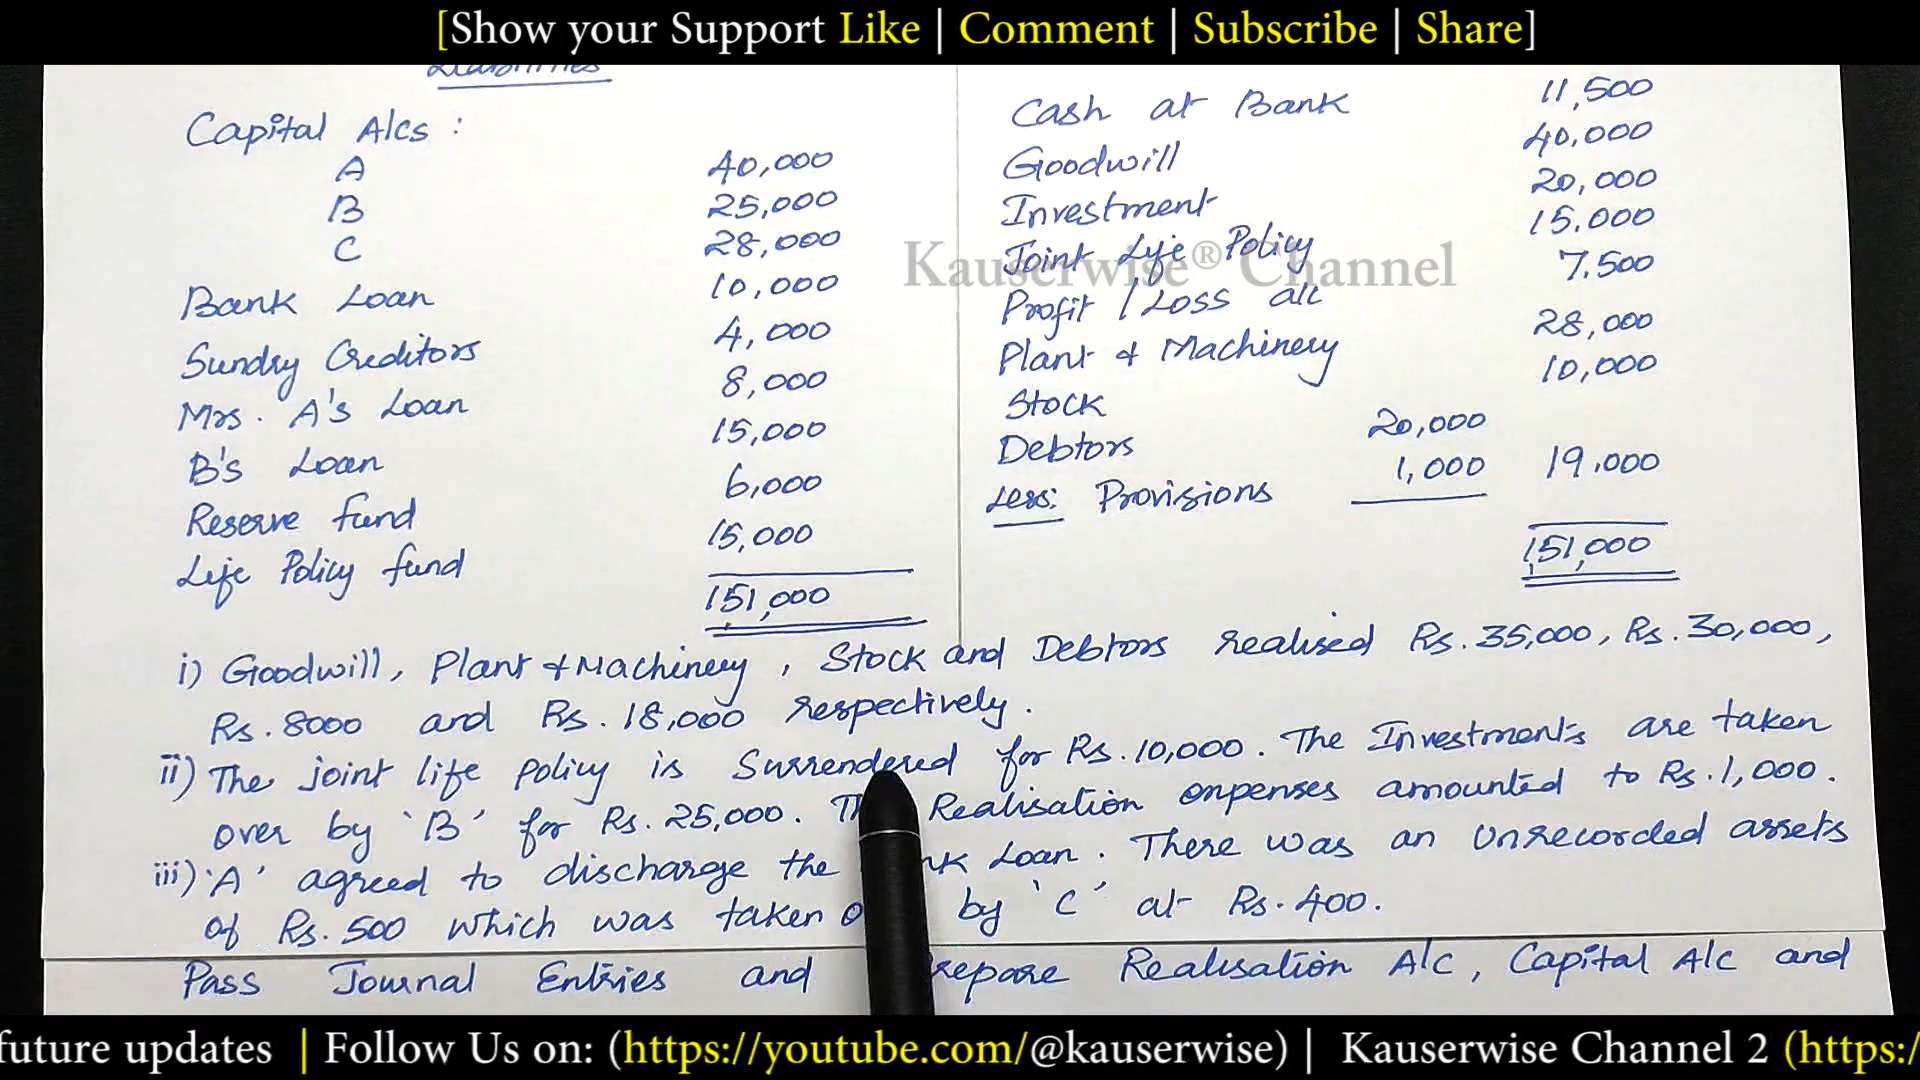 [Show your Support Like | Comment | Subscribe | Share]
Liabilities
Capital A/cs :
A 40,000
B 25,000
C 28,000
Bank Loan 10,000
Sundry Creditors 4,000
Mrs. A's Loan 8,000
B's Loan 15,000
Reserve fund 6,000
Life Policy fund 15,000
151,000
Cash at Bank 11,500
Goodwill 40,000
Investment 20,000
Joint Life Policy 15,000
Profit / Loss a/c 7,500
Plant & Machinery 28,000
Stock 10,000
Debtors 20,000
Less: Provisions 1,000 19,000
151,000
Kauserwise® Channel
i) Goodwill, Plant & Machinery, Stock and Debtors realised Rs. 35,000, Rs. 30,000,
Rs. 8000 and Rs. 18,000 respectively.
ii) The joint life policy is Surrendered for Rs. 10,000. The Investments are taken
over by 'B' for Rs. 25,000. Realisation expenses amounted to Rs. 1,000.
iii) 'A' agreed to discharge the Loan. There was an Unrecorded assets
of Rs. 500 which was taken by 'C' at Rs. 400.
Pass Journal Entries and Prepare Realisation A/c, Capital A/c and
future updates | Follow Us on: (https://youtube.com/@kauserwise) | Kauserwise Channel 2 (https:/